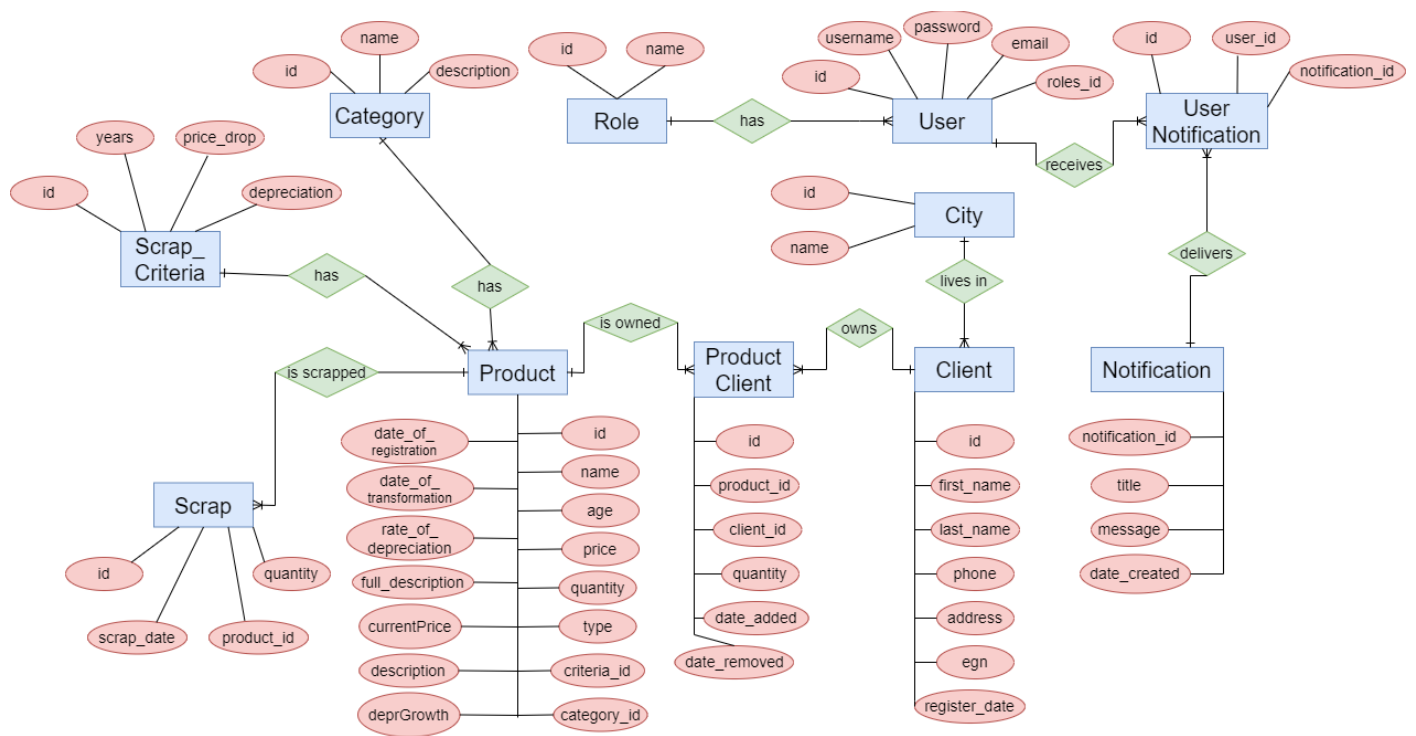 name
id
description
Category
id
name
Role
has
username
password
email
id
roles_id
User
id
user_id
notification_id
User
Notification
receives
years
price_drop
id
depreciation
Scrap_
Criteria
has
has
id
name
City
lives in
delivers
is scrapped
Product
is owned
Product
Client
owns
Client
Notification
date_of_
registration
date_of_
transformation
rate_of_
depreciation
full_description
currentPrice
description
deprGrowth
id
name
age
price
quantity
type
criteria_id
category_id
id
product_id
client_id
quantity
date_added
date_removed
id
first_name
last_name
phone
address
egn
register_date
notification_id
title
message
date_created
Scrap
id
scrap_date
product_id
quantity